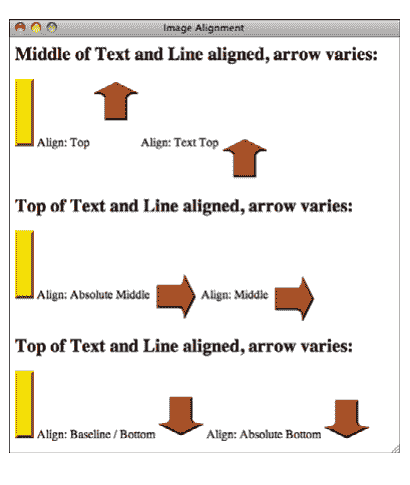 Image Alignment
Middle of Text and Line aligned, arrow varies:
Align: Top Align: Text Top
Top of Text and Line aligned, arrow varies:
Align: Absolute Middle Align: Middle
Top of Text and Line aligned, arrow varies:
Align: Baseline / Bottom Align: Absolute Bottom